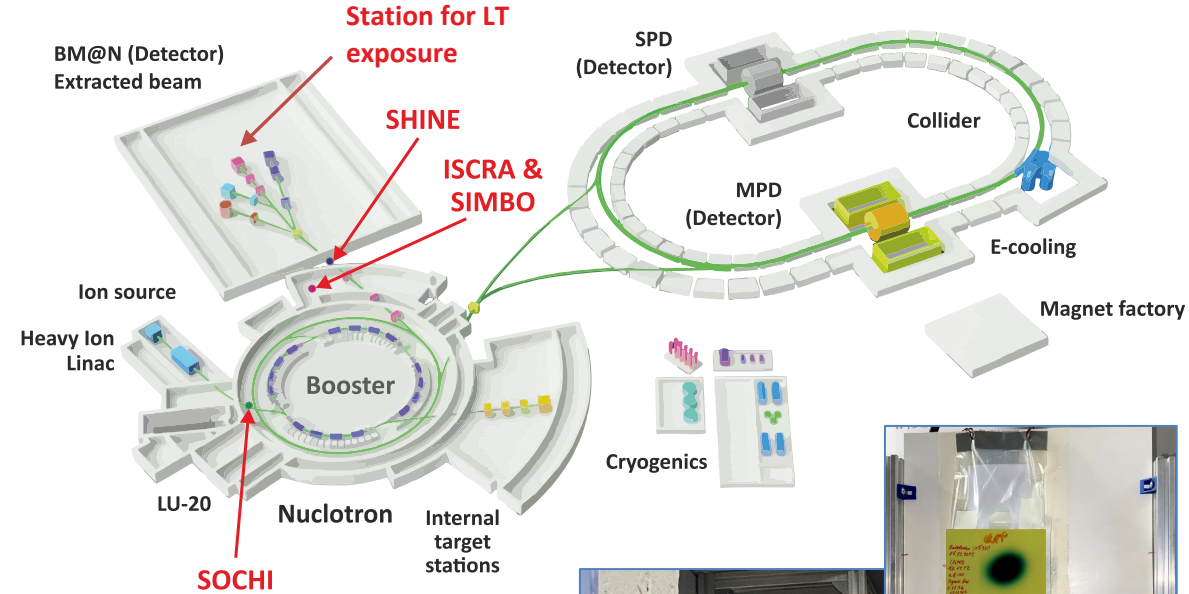 Station for LT
exposure
BM@N (Detector)
Extracted beam
SPD
(Detector)
SHINE
Collider
ISCRA &
SIMBO
MPD
(Detector)
E-cooling
Ion source
Magnet factory
Heavy Ion
Linac
Booster
Cryogenics
LU-20
Nuclotron
Internal
target
stations
SOCHI